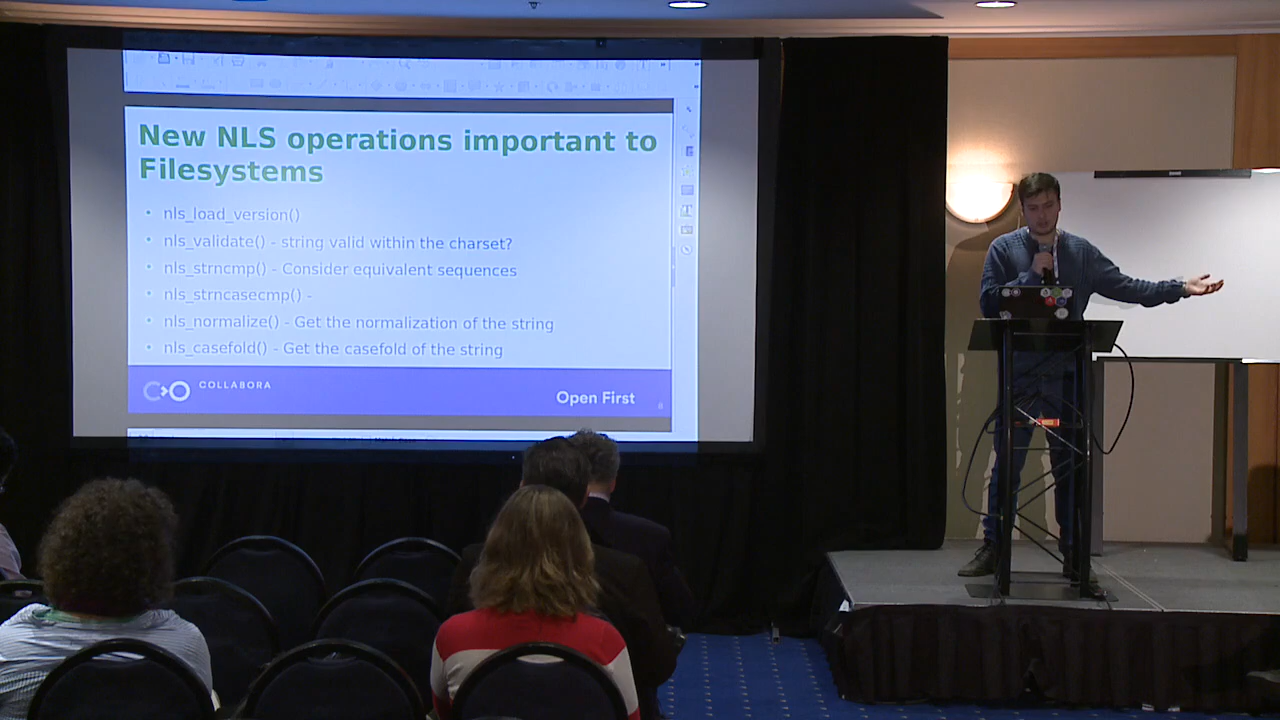 New NLS operations important to
Filesystems
• nls_load_version()
• nls_validate() - string valid within the charset?
• nls_strncmp() - Consider equivalent sequences
• nls_strncasecmp() -
• nls_normalize() - Get the normalization of the string
• nls_casefold() - Get the casefold of the string
COLLABORA
Open First